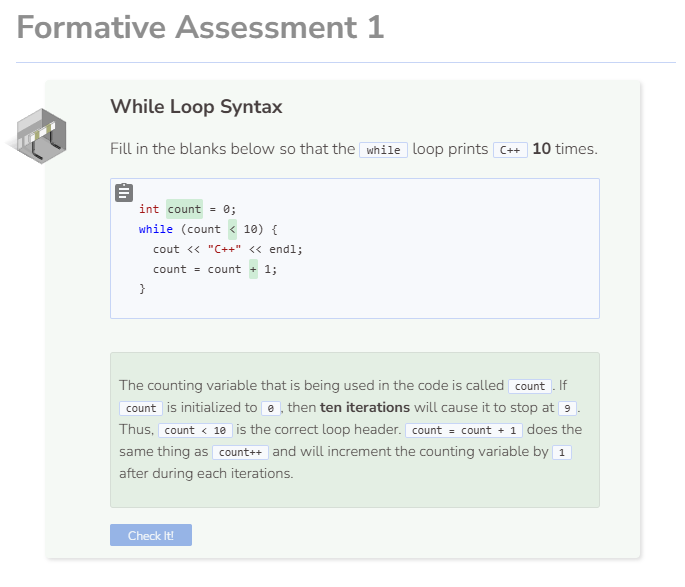 Formative Assessment 1
While Loop Syntax
Fill in the blanks below so that the while loop prints C++ 10 times.
int count = 0;
while (count < 10) {
  cout << "C++" << endl;
  count = count + 1;
}
The counting variable that is being used in the code is called count. If
count is initialized to 0, then ten iterations will cause it to stop at 9.
Thus, count < 10 is the correct loop header. count = count + 1 does the
same thing as count++ and will increment the counting variable by 1
after during each iterations.
Check It!